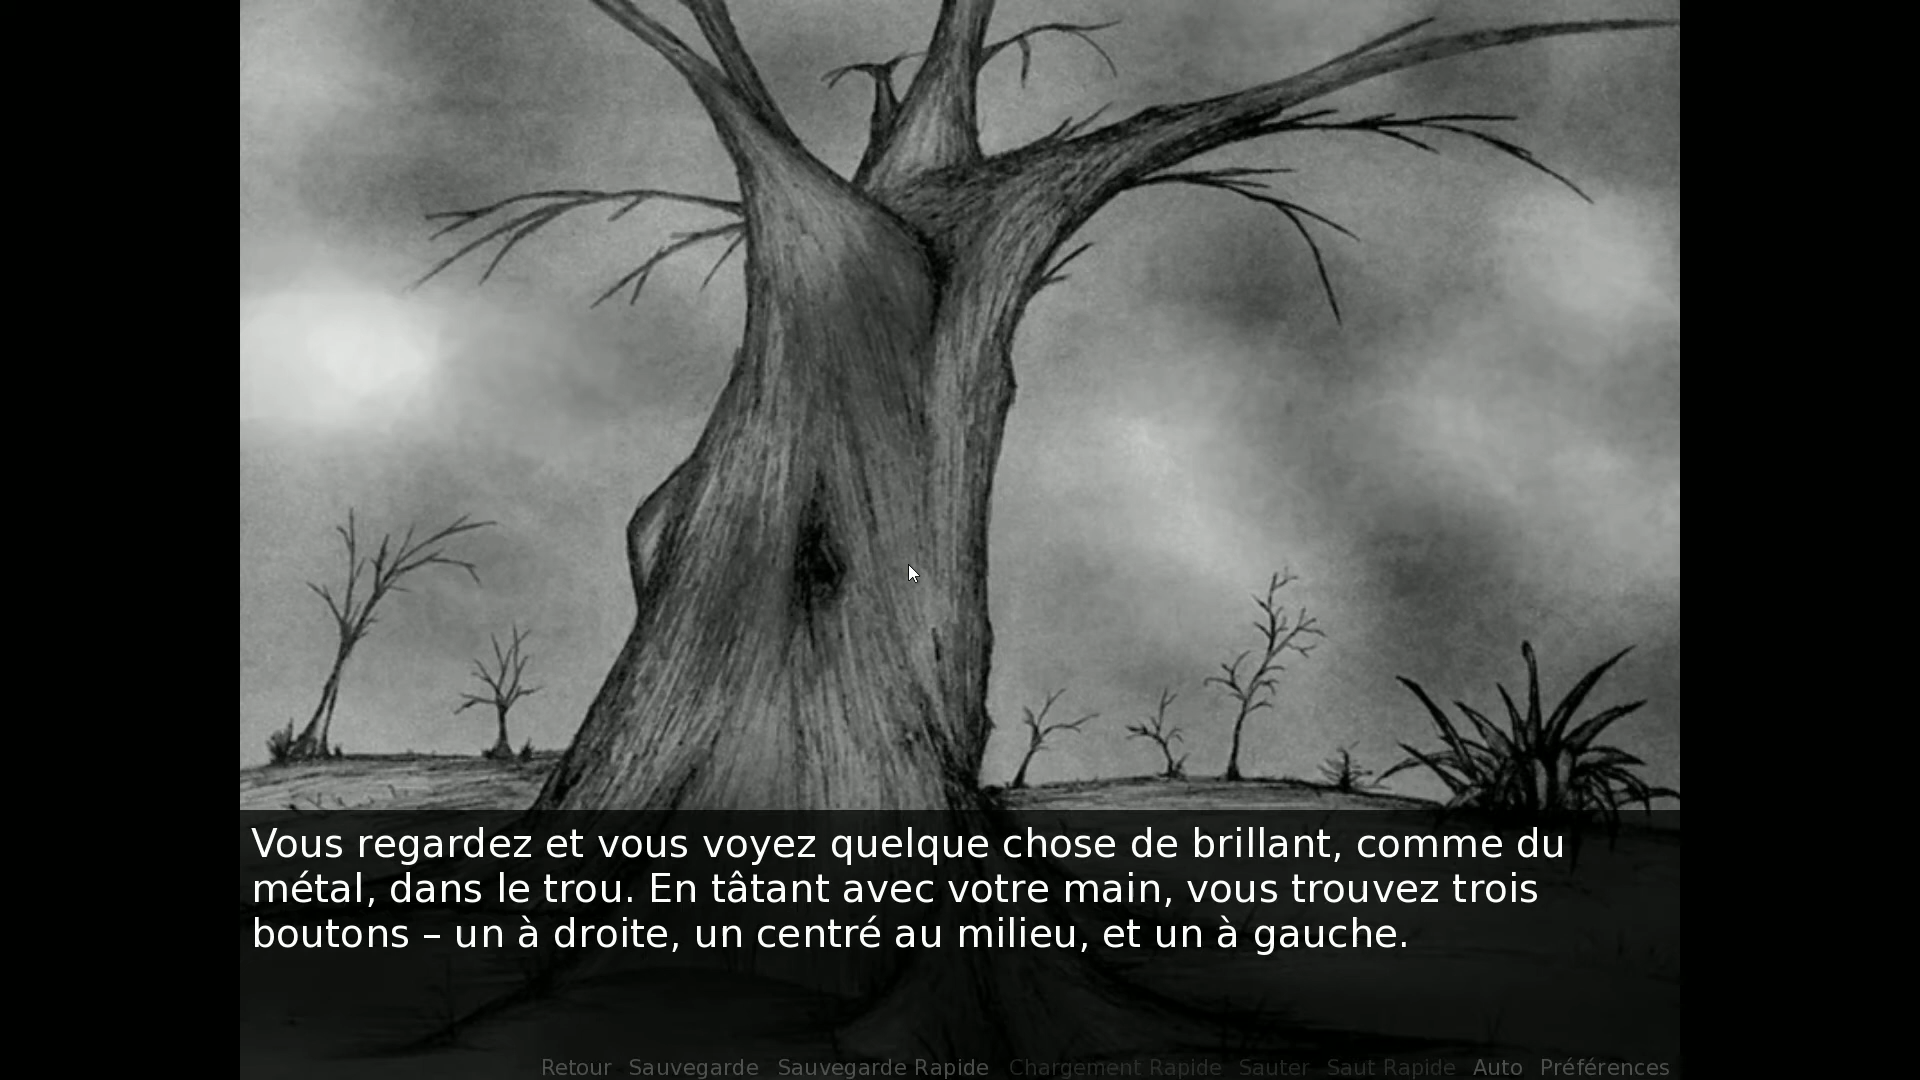 Vous regardez et vous voyez quelque chose de brillant, comme du
métal, dans le trou. En tâtant avec votre main, vous trouvez trois
boutons – un à droite, un centré au milieu, et un à gauche.
Retour Sauvegarde Sauvegarde Rapide Chargement Rapide Sauter Saut Rapide Auto Préférences